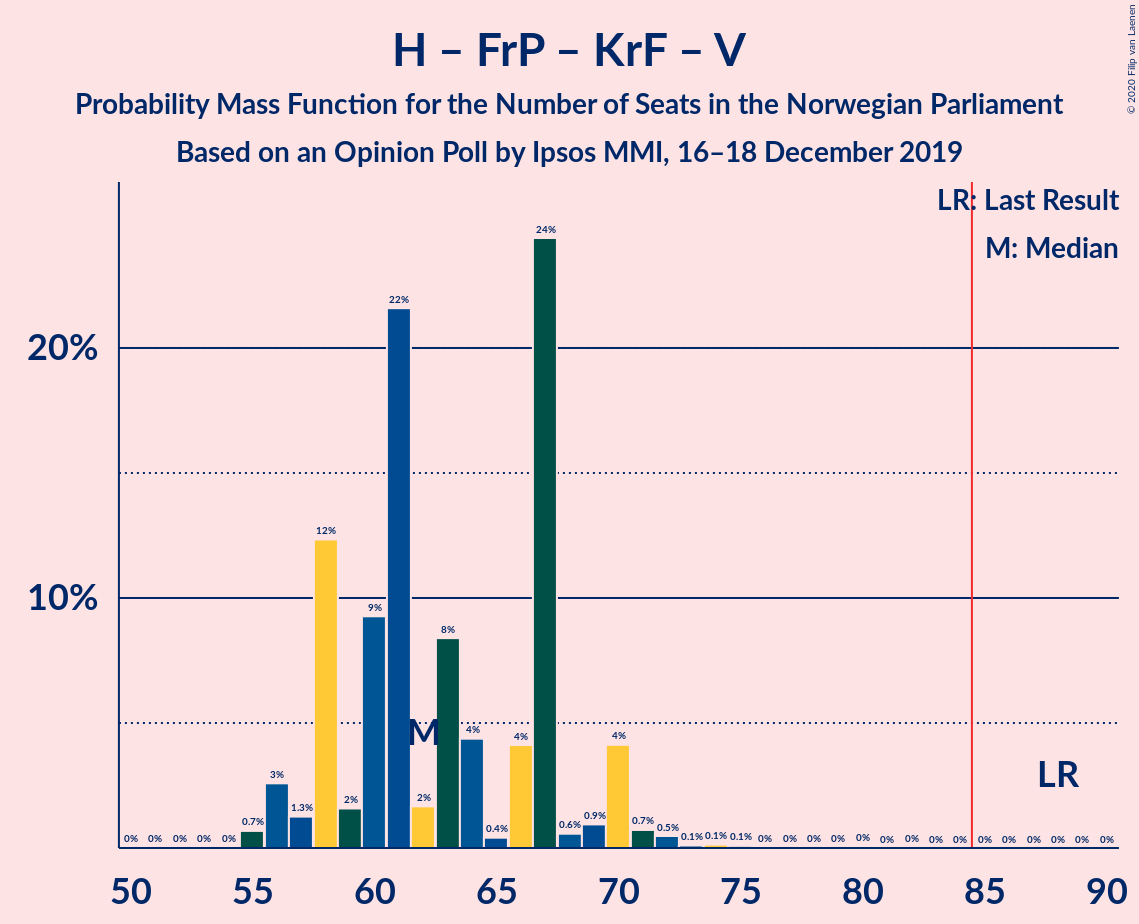 H – FrP – KrF – V
Probability Mass Function for the Number of Seats in the Norwegian Parliament
Based on an Opinion Poll by Ipsos MMI, 16–18 December 2019
© 2020 Filip van Laenen
LR: Last Result
M: Median
20%
10%
0% 0% 0% 0% 0% 0.7% 3% 1.3% 12% 2% 9% 22% 2% 8% 4% 0.4% 4% 24% 0.6% 0.9% 4% 0.7% 0.5% 0.1% 0.1% 0.1% 0% 0% 0% 0% 0% 0% 0% 0% 0% 0% 0% 0% 0% 0% 0%
M
LR
50 55 60 65 70 75 80 85 90